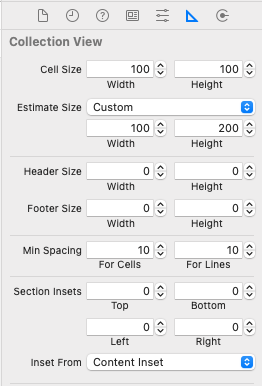 Collection View
Cell Size 100 100
Width Height
Estimate Size Custom
100 200
Width Height
Header Size 0 0
Width Height
Footer Size 0 0
Width Height
Min Spacing 10 10
For Cells For Lines
Section Insets 0 0
Top Bottom
0 0
Left Right
Inset From Content Inset